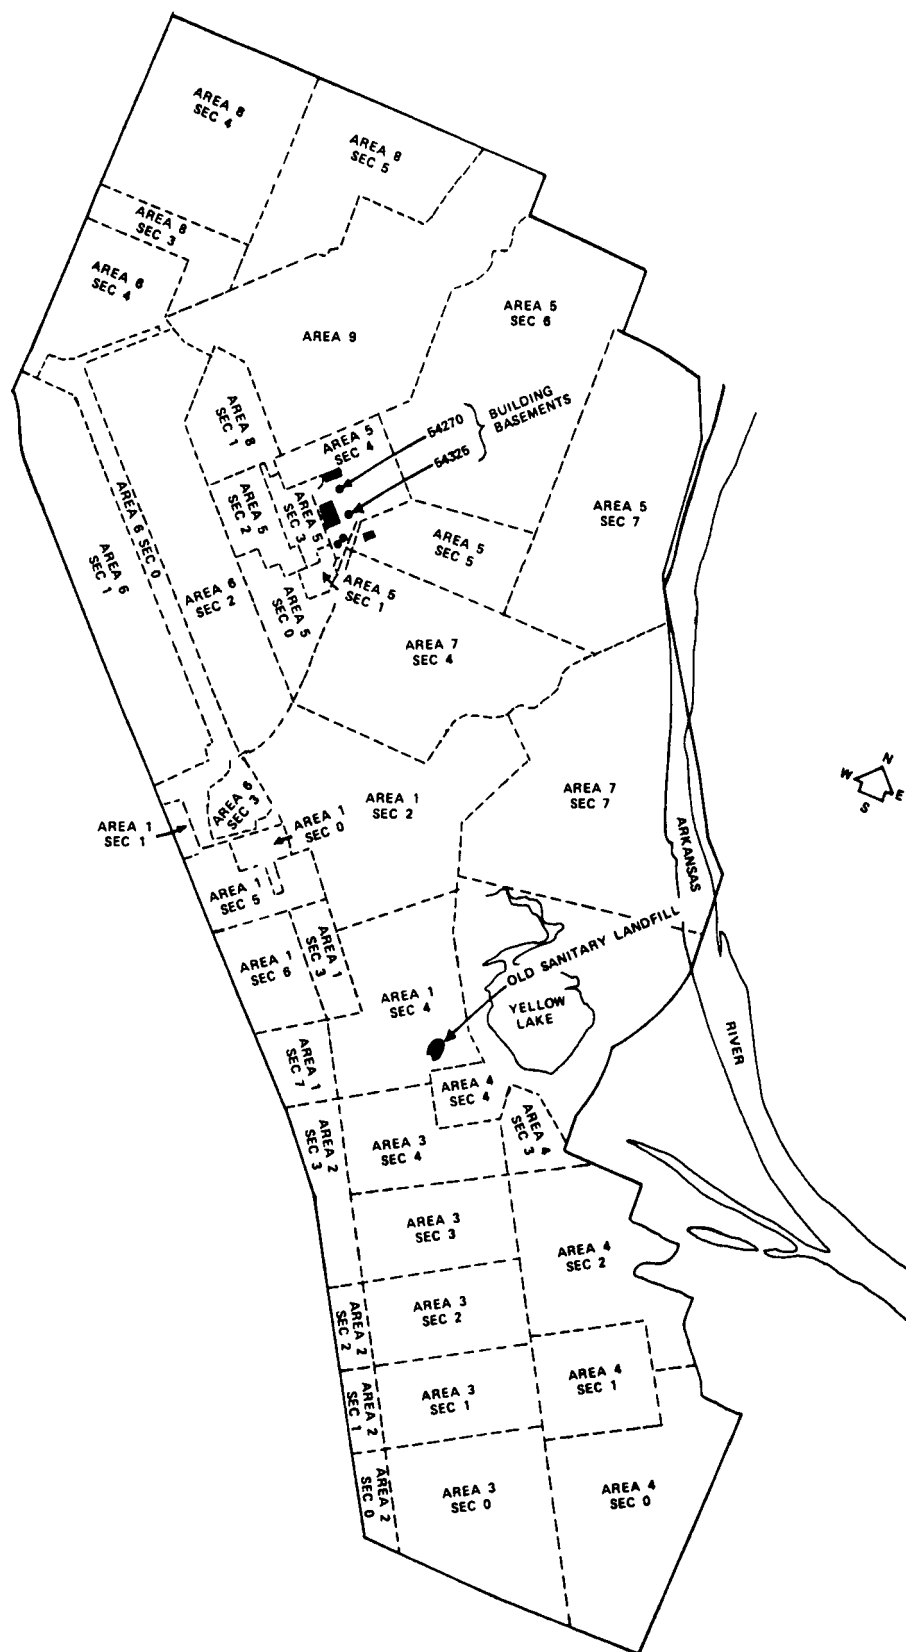 AREA 8
SEC 4
AREA 8
SEC 5
AREA 8
SEC 3
AREA 6
SEC 4
AREA 5
SEC 6
AREA 9
BUILDING
BASEMENTS
54270
54325
AREA 8
SEC 1
AREA 5
SEC 4
AREA 5
SEC 2
AREA 5
SEC 3
AREA 5
SEC 7
AREA 5
SEC 5
AREA 6 SEC 0
AREA 6
SEC 1
AREA 6
SEC 2
AREA 5
SEC 0
AREA 5
SEC 1
AREA 7
SEC 4
N
W
E
S
AREA 7
SEC 7
AREA 6
SEC 3
AREA 1
SEC 2
AREA 1
SEC 0
AREA 1
SEC 1
ARKANSAS
RIVER
AREA 1
SEC 5
AREA 1
SEC 6
AREA 1
SEC 3
OLD SANITARY LANDFILL
AREA 1
SEC 4
YELLOW
LAKE
AREA 1
SEC 7
AREA 4
SEC 4
AREA 4
SEC 3
AREA 2
SEC 3
AREA 3
SEC 4
AREA 3
SEC 3
AREA 4
SEC 2
AREA 2
SEC 2
AREA 3
SEC 2
AREA 2
SEC 1
AREA 3
SEC 1
AREA 4
SEC 1
AREA 2
SEC 0
AREA 3
SEC 0
AREA 4
SEC 0